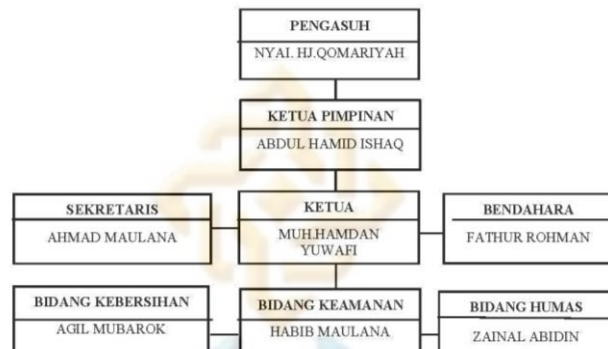 PENGASUH
NYAI. HJ.QOMARIYAH
KETUA PIMPINAN
ABDUL HAMID ISHAQ
SEKRETARIS
AHMAD MAULANA
KETUA
MUH.HAMDAN
YUWAFI
BENDAHARA
FATHUR ROHMAN
BIDANG KEBERSIHAN
AGIL MUBAROK
BIDANG KEAMANAN
HABIB MAULANA
BIDANG HUMAS
ZAINAL ABIDIN